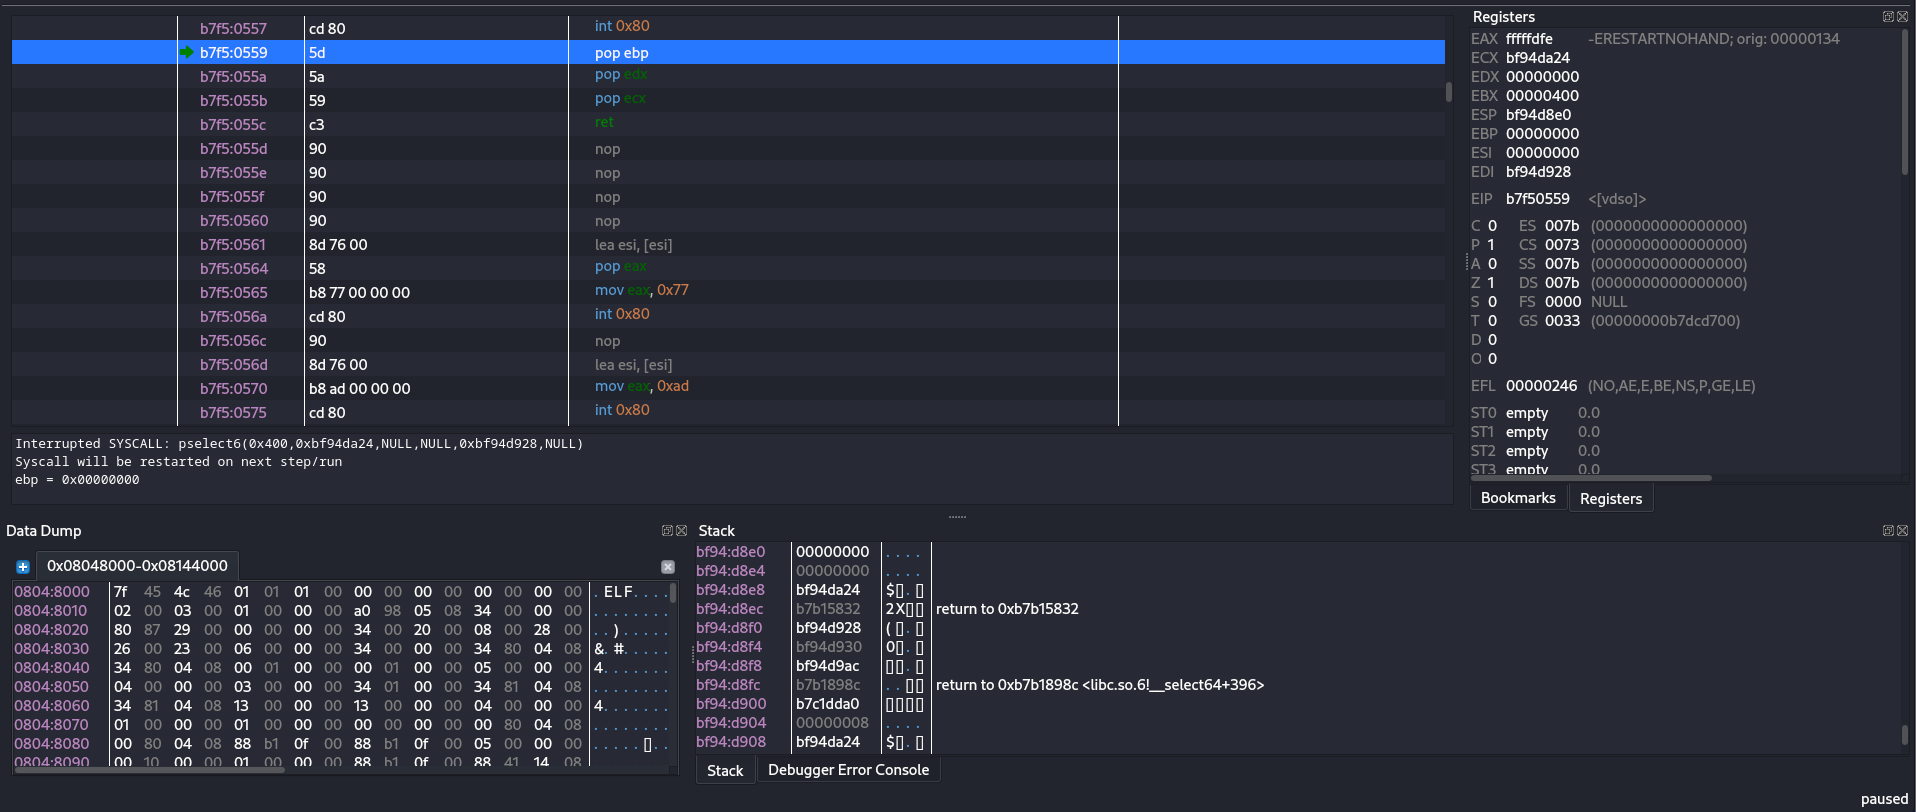 b7f5:0557 cd 80 int 0x80
b7f5:0559 5d pop ebp
b7f5:055a 5a pop edx
b7f5:055b 59 pop ecx
b7f5:055c c3 ret
b7f5:055d 90 nop
b7f5:055e 90 nop
b7f5:055f 90 nop
b7f5:0560 90 nop
b7f5:0561 8d 76 00 lea esi, [esi]
b7f5:0564 58 pop eax
b7f5:0565 b8 77 00 00 00 mov eax, 0x77
b7f5:056a cd 80 int 0x80
b7f5:056c 90 nop
b7f5:056d 8d 76 00 lea esi, [esi]
b7f5:0570 b8 ad 00 00 00 mov eax, 0xad
b7f5:0575 cd 80 int 0x80
Interrupted SYSCALL: pselect6(0x400,0xbf94da24,NULL,NULL,0xbf94d928,NULL)
Syscall will be restarted on next step/run
ebp = 0x00000000
Registers
EAX fffffdfe -ERESTARTNOHAND; orig: 00000134
ECX bf94da24
EDX 00000000
EBX 00000400
ESP bf94d8e0
EBP 00000000
ESI 00000000
EDI bf94d928
EIP b7f50559 <[vdso]>
C 0 ES 007b (0000000000000000)
P 1 CS 0073 (0000000000000000)
A 0 SS 007b (0000000000000000)
Z 1 DS 007b (0000000000000000)
S 0 FS 0000 NULL
T 0 GS 0033 (00000000b7dcd700)
D 0
O 0
EFL 00000246 (NO,AE,E,BE,NS,P,GE,LE)
ST0 empty 0.0
ST1 empty 0.0
ST2 empty 0.0
ST3 empty 0.0
Bookmarks Registers
Data Dump
0x08048000-0x08144000
0804:8000 7f 45 4c 46 01 01 01 00 00 00 00 00 00 00 00 00 .ELF....
0804:8010 02 00 03 00 01 00 00 00 a0 98 05 08 34 00 00 00 ........
0804:8020 80 87 29 00 00 00 00 00 34 00 20 00 08 00 28 00 ..).....
0804:8030 26 00 23 00 06 00 00 00 34 00 00 00 34 80 04 08 &.#.....
0804:8040 34 80 04 08 00 01 00 00 00 01 00 00 05 00 00 00 4.......
0804:8050 04 00 00 00 03 00 00 00 34 01 00 00 34 81 04 08 ........
0804:8060 34 81 04 08 13 00 00 00 13 00 00 00 04 00 00 00 4.......
0804:8070 01 00 00 00 01 00 00 00 00 00 00 00 00 80 04 08 ........
0804:8080 00 80 04 08 88 b1 0f 00 88 b1 0f 00 05 00 00 00 .....[]..
0804:8090 00 10 00 00 01 00 00 00 88 b1 0f 00 88 41 14 08
Stack
bf94:d8e0 00000000 ....
bf94:d8e4 00000000 ....
bf94:d8e8 bf94da24 $[].[]
bf94:d8ec b7b15832 2X[][] return to 0xb7b15832
bf94:d8f0 bf94d928 ([].[]
bf94:d8f4 bf94d930 0[].[]
bf94:d8f8 bf94d9ac [][].[]
bf94:d8fc b7b1898c ..[][] return to 0xb7b1898c <libc.so.6!__select64+396>
bf94:d900 b7c1dda0 [][][][]
bf94:d904 00000008 ....
bf94:d908 bf94da24 $[].[]
Stack Debugger Error Console
paused